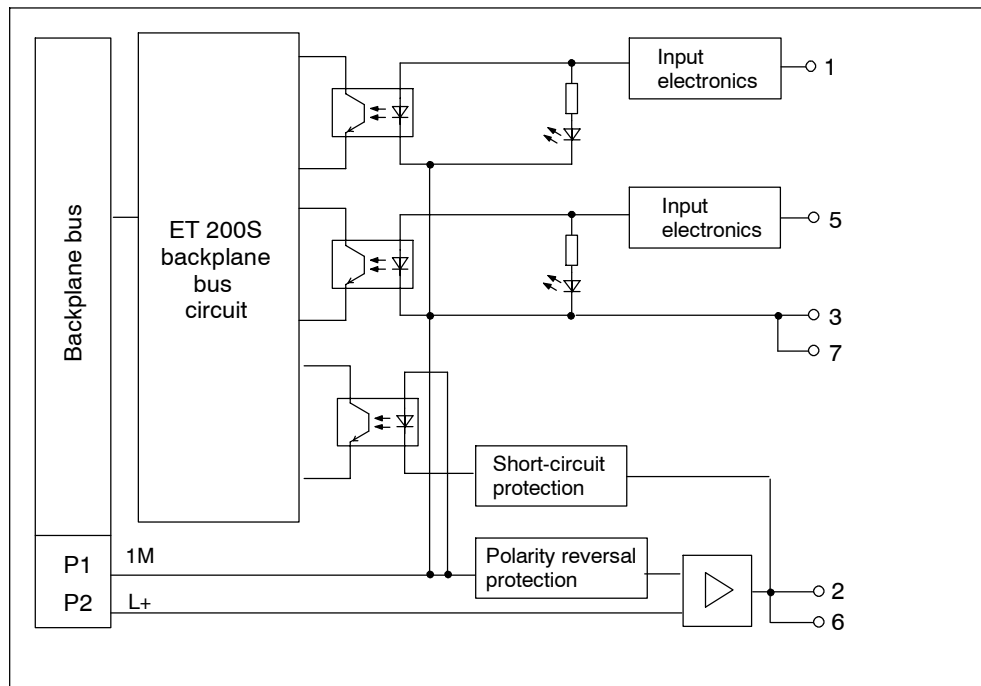 Backplane bus
ET 200S
backplane
bus
circuit
Input
electronics
1
Input
electronics
5
3
7
Short-circuit
protection
P1
1M
Polarity reversal
protection
P2
L+
2
6